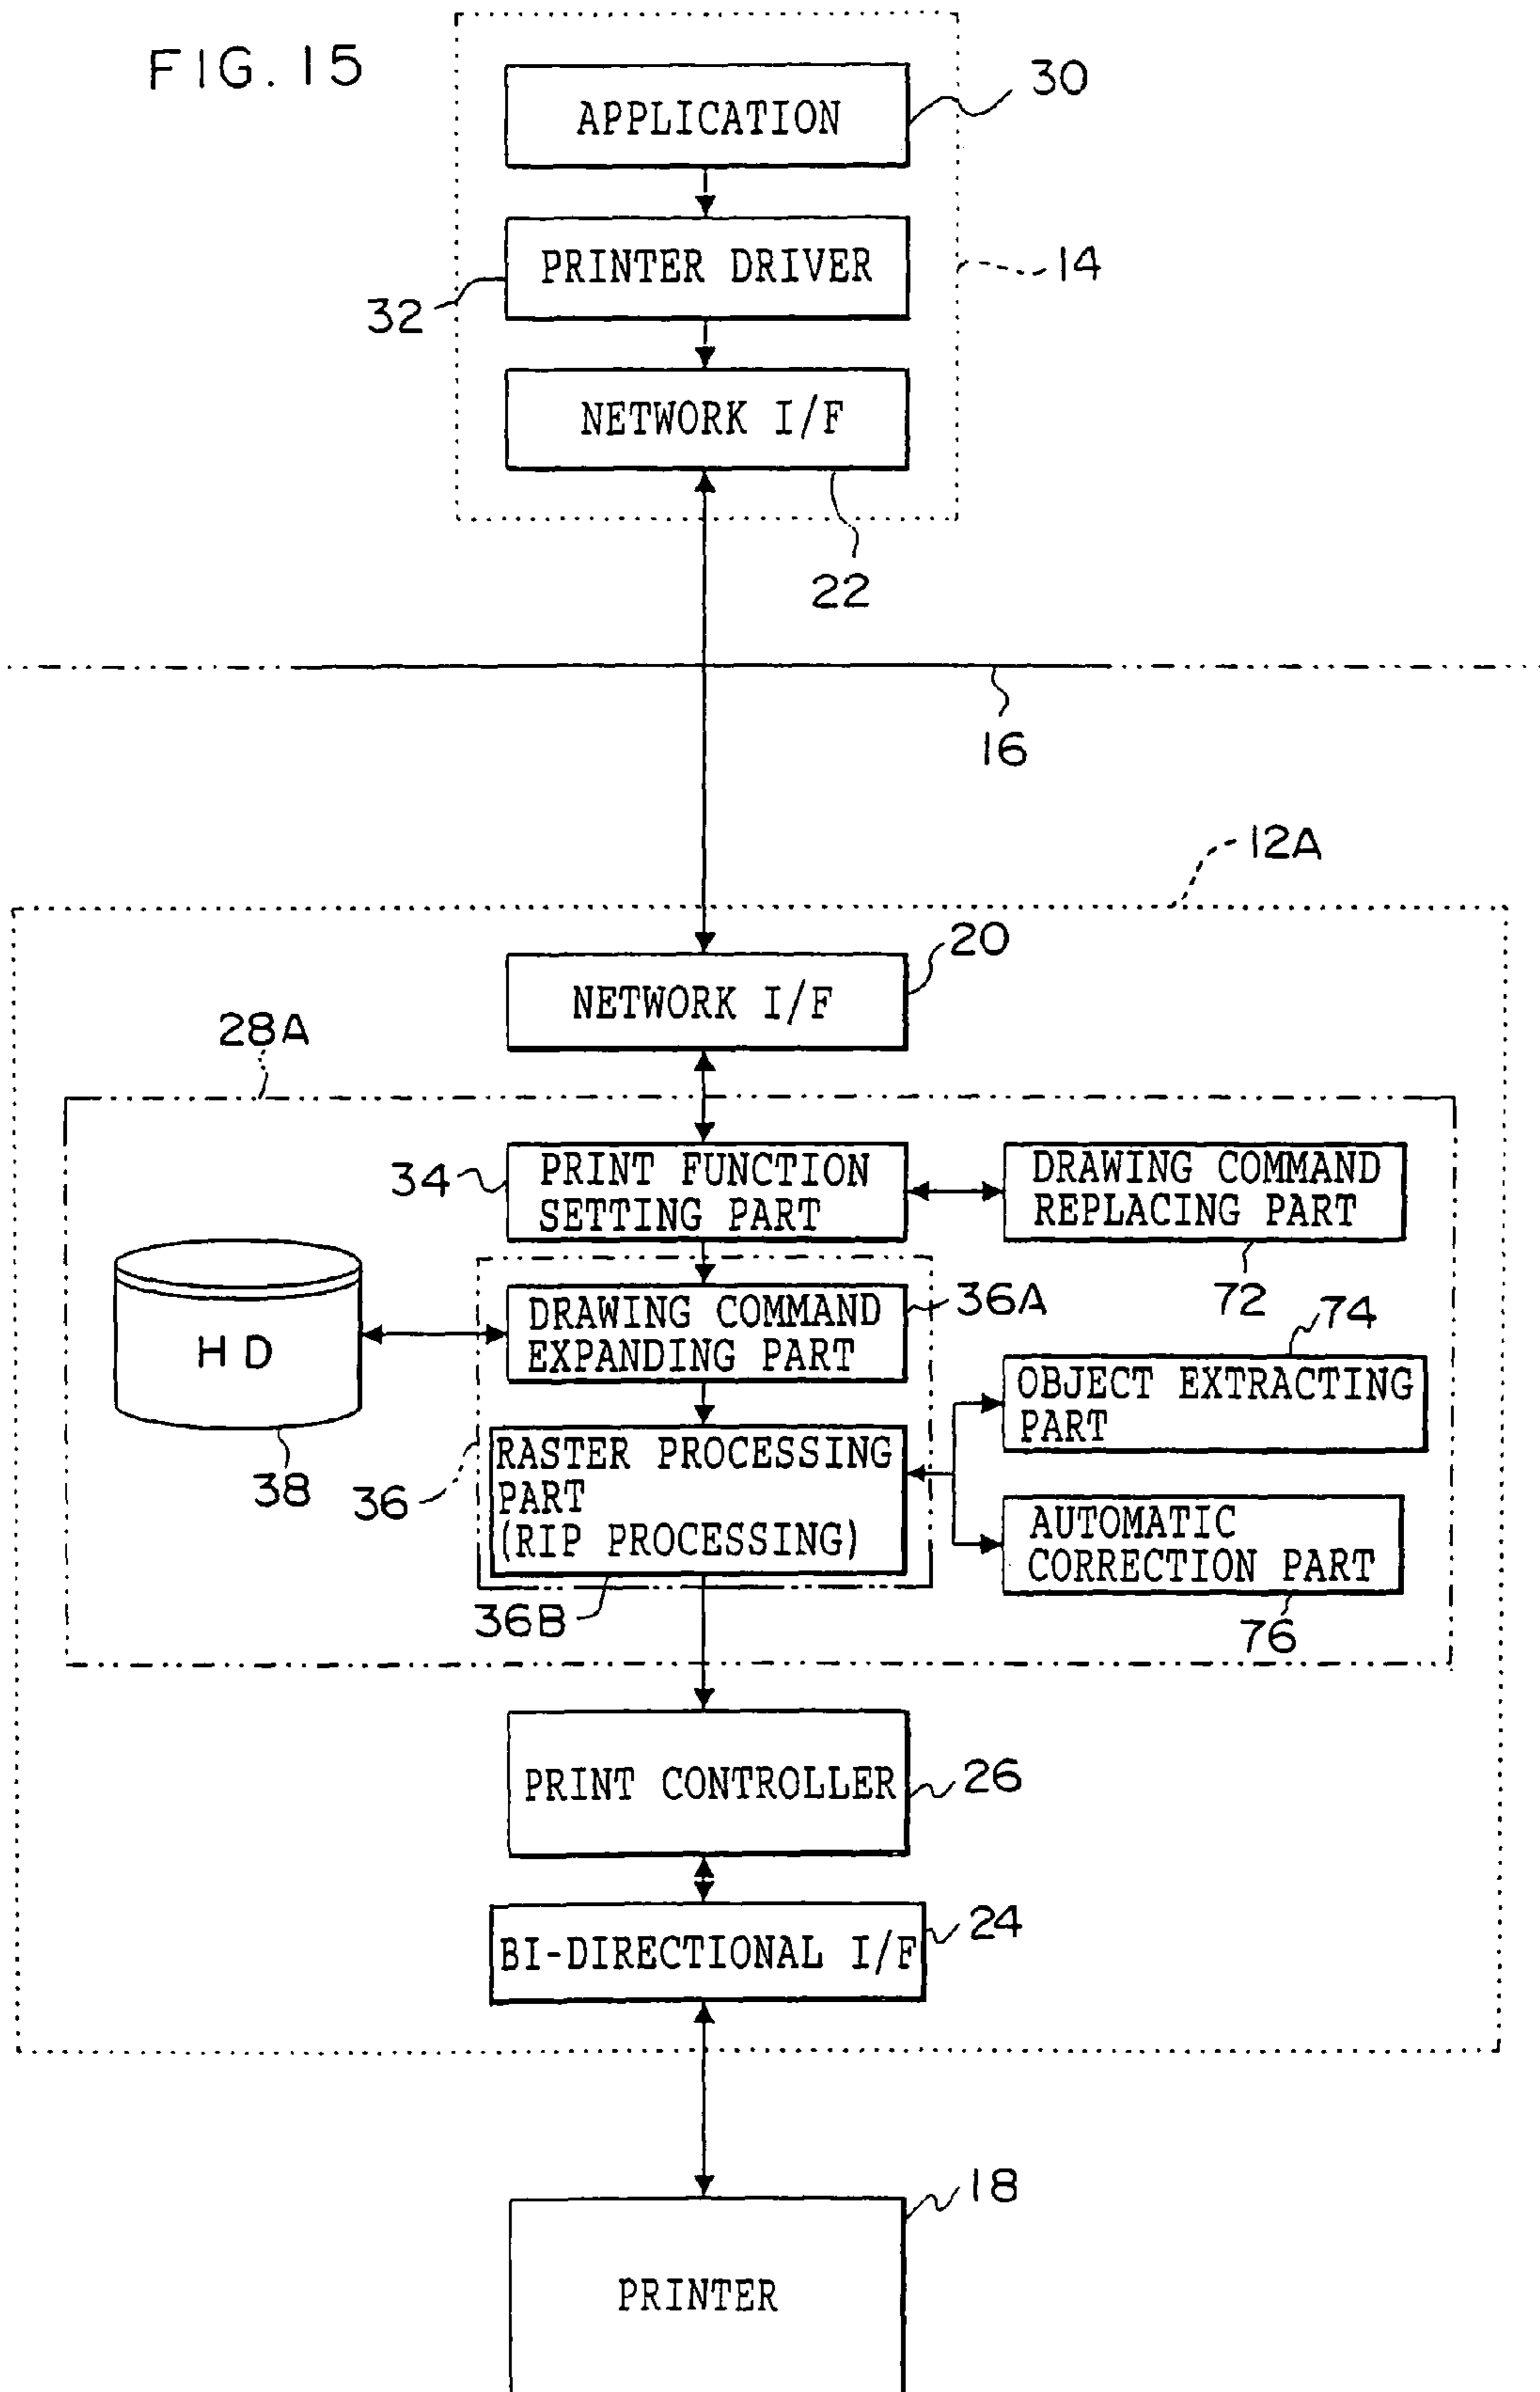 FIG. 15
APPLICATION
30
PRINTER DRIVER
32
14
NETWORK I/F
22
16
12A
NETWORK I/F
20
28A
34
PRINT FUNCTION
SETTING PART
DRAWING COMMAND
REPLACING PART
72
HD
38
DRAWING COMMAND
EXPANDING PART
36A
74
OBJECT EXTRACTING
PART
36
RASTER PROCESSING
PART
(RIP PROCESSING)
36B
AUTOMATIC
CORRECTION PART
76
PRINT CONTROLLER
26
BI-DIRECTIONAL I/F
24
18
PRINTER